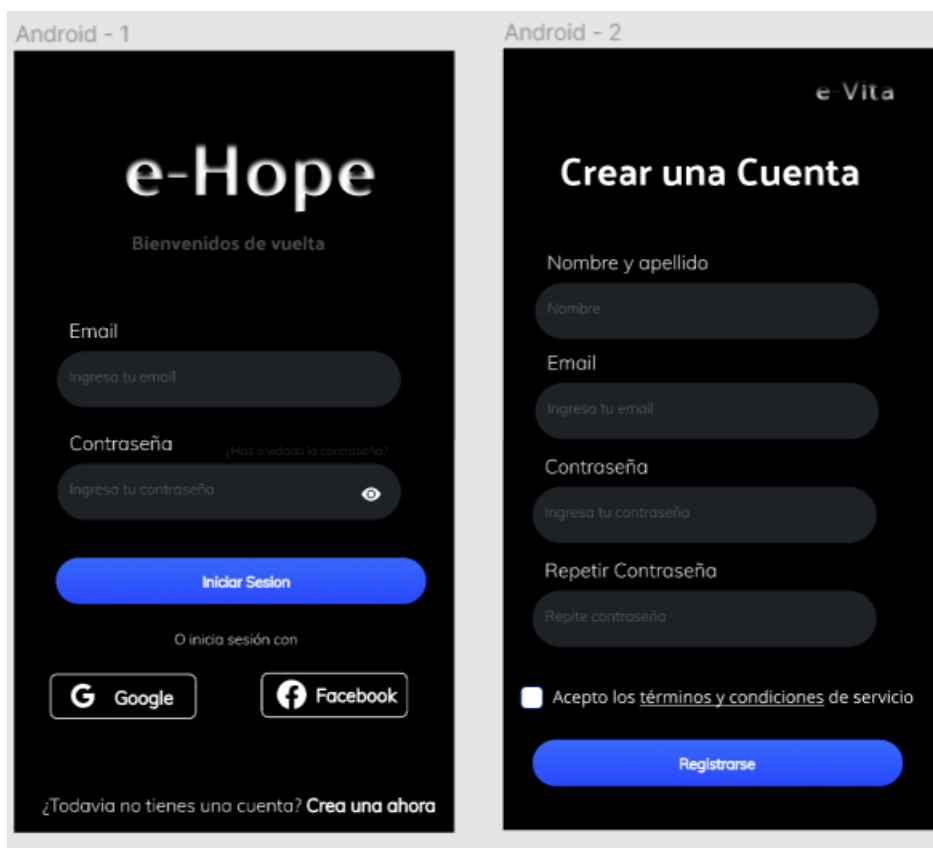 Android - 1
e-Hope
Bienvenidos de vuelta
Email
Ingresa tu email
Contraseña
¿Has olvidado la contraseña?
Ingresa tu contraseña
Iniciar Sesion
O inicia sesión con
G Google
Facebook
¿Todavia no tienes una cuenta? Crea una ahora
Android - 2
e-Vita
Crear una Cuenta
Nombre y apellido
Nombre
Email
Ingresa tu email
Contraseña
Ingresa tu contraseña
Repetir Contraseña
Repite contraseña
Acepto los términos y condiciones de servicio
Registrarse